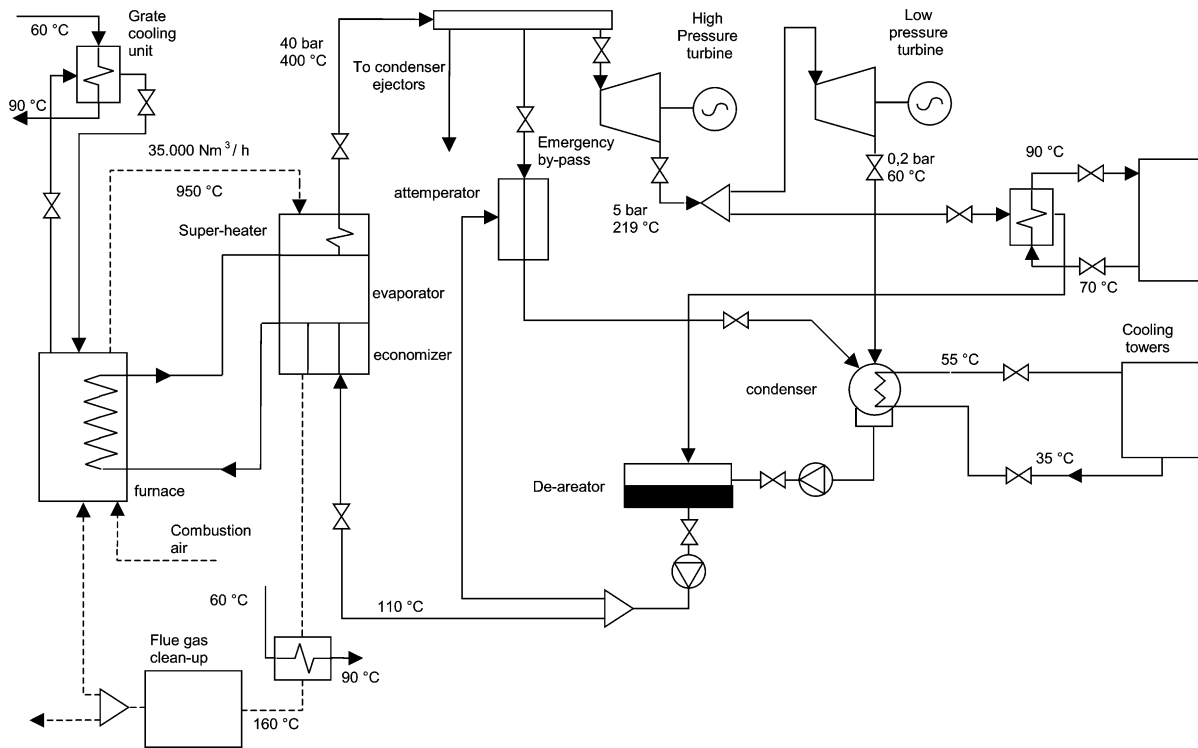 60 °C
Grate
cooling
unit
90 °C
40 bar
400 °C
To condenser
ejectors
High
Pressure
turbine
Low
pressure
turbine
35.000 Nm³ / h
950 °C
Emergency
by-pass
attemperator
0,2 bar
60 °C
90 °C
5 bar
219 °C
70 °C
Super-heater
evaporator
economizer
Cooling
towers
55 °C
condenser
35 °C
furnace
De-areator
Combustion
air
60 °C
110 °C
Flue gas
clean-up
90 °C
160 °C